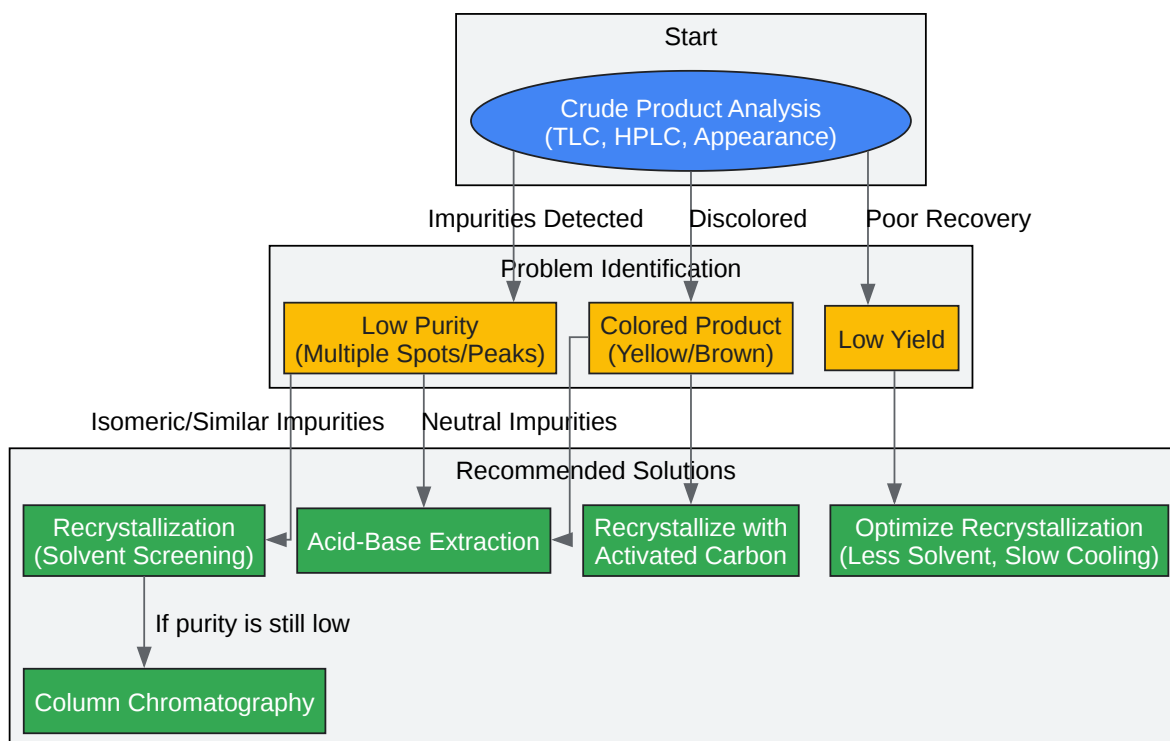 Start
Crude Product Analysis
(TLC, HPLC, Appearance)
Impurities Detected
Discolored
Poor Recovery
Problem Identification
Low Purity
(Multiple Spots/Peaks)
Colored Product
(Yellow/Brown)
Low Yield
Isomeric/Similar Impurities
Neutral Impurities
Recommended Solutions
Recrystallization
(Solvent Screening)
Acid-Base Extraction
Recrystallize with
Activated Carbon
Optimize Recrystallization
(Less Solvent, Slow Cooling)
If purity is still low
Column Chromatography